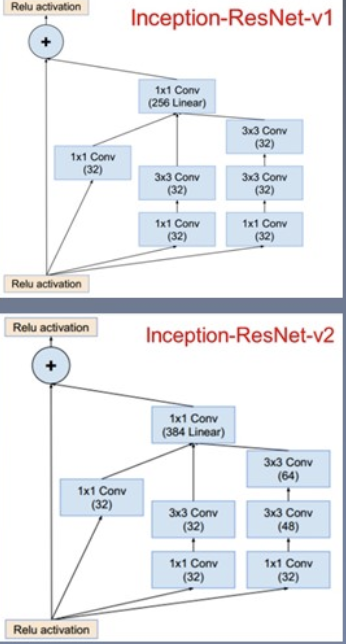 Relu activation
Inception-ResNet-v1
+
1x1 Conv
(256 Linear)
3x3 Conv
(32)
1x1 Conv
(32)
3x3 Conv
(32)
3x3 Conv
(32)
1x1 Conv
(32)
1x1 Conv
(32)
Relu activation
Relu activation
Inception-ResNet-v2
+
1x1 Conv
(384 Linear)
3x3 Conv
(64)
1x1 Conv
(32)
3x3 Conv
(32)
3x3 Conv
(48)
1x1 Conv
(32)
1x1 Conv
(32)
Relu activation